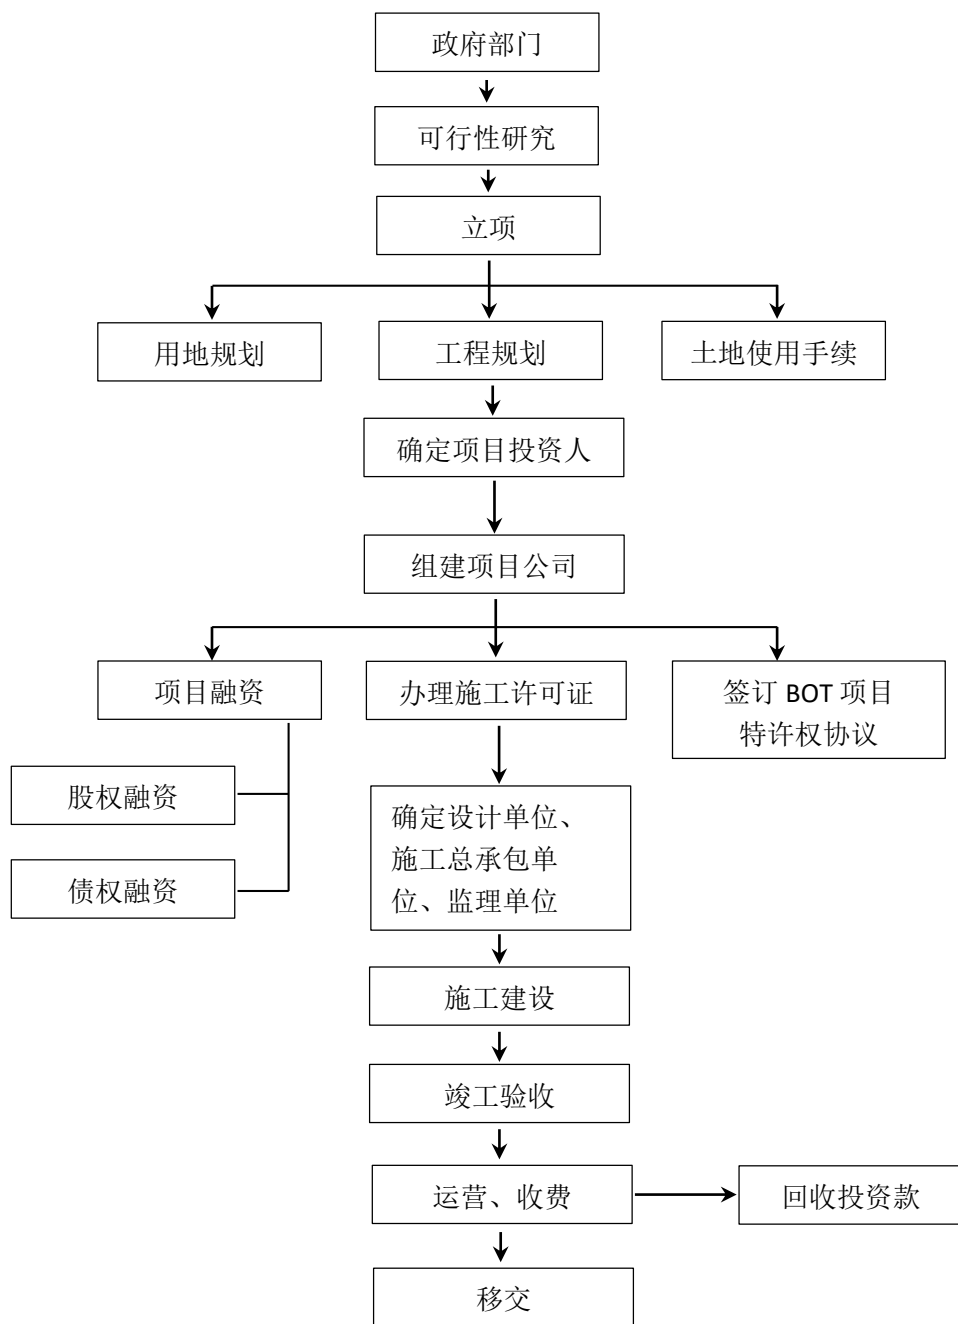 政府部门
可行性研究
立项
用地规划
工程规划
土地使用手续
确定项目投资人
组建项目公司
项目融资
办理施工许可证
签订 BOT 项目
特许权协议
股权融资
债权融资
确定设计单位、
施工总承包单
位、监理单位
施工建设
竣工验收
运营、收费
回收投资款
移交